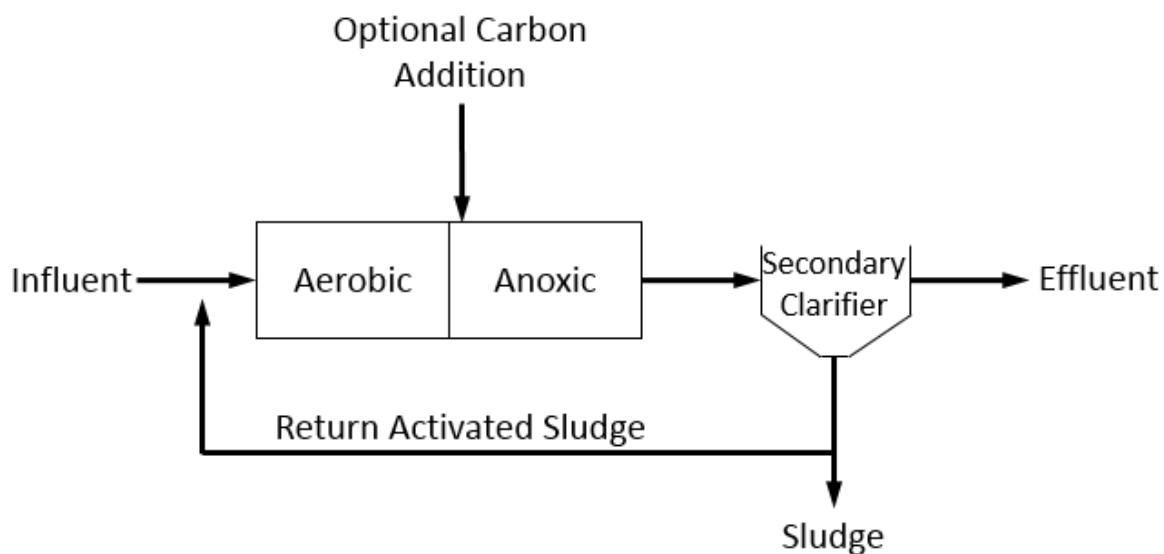 Optional Carbon
Addition
Influent
Aerobic
Anoxic
Secondary
Clarifier
Effluent
Return Activated Sludge
Sludge